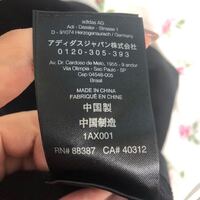 adidas AG
Adi - Dassler - Strasse 1
D - 91074 Herzogenaurach / Germany
アディダスジャパン株式会社
0120-305-393
Av. Dr. Cardoso de Melo, 1955 - 9 andar
Vila Olimpia - Sao Paulo - SP
Cep 04548-005
Brasil
MADE IN CHINA
FABRIQUÉ EN CHINE
中国製
中国制造
1AX001
RN# 88387 CA# 40312